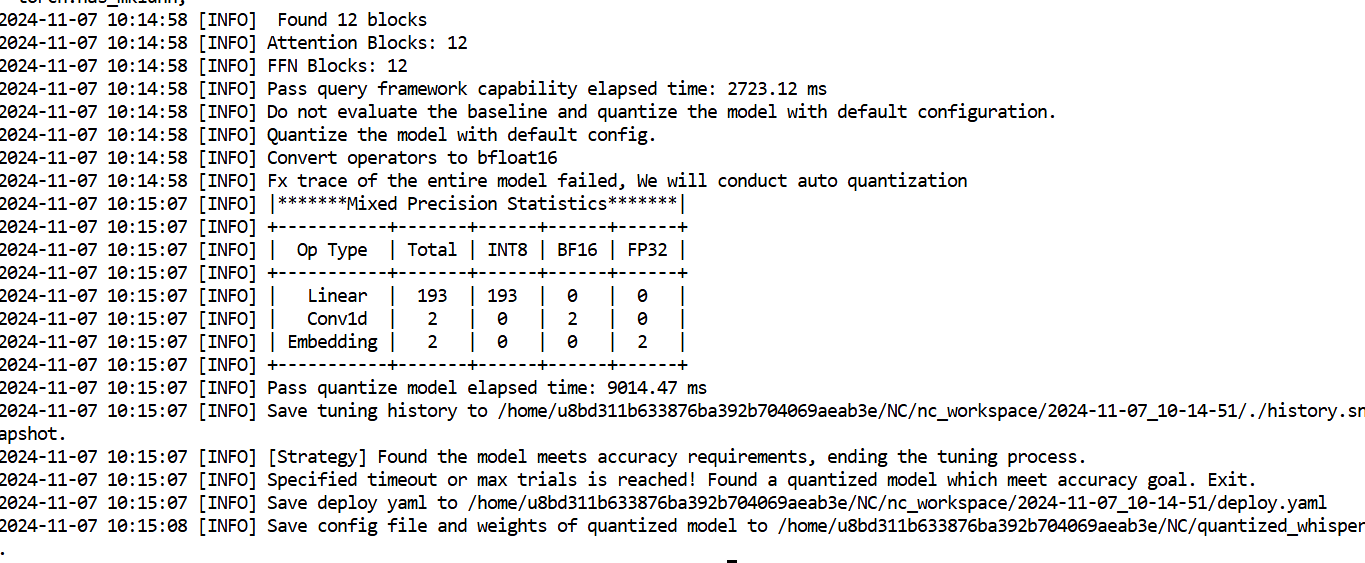 2024-11-07 10:14:58 [INFO]  Found 12 blocks
2024-11-07 10:14:58 [INFO] Attention Blocks: 12
2024-11-07 10:14:58 [INFO] FFN Blocks: 12
2024-11-07 10:14:58 [INFO] Pass query framework capability elapsed time: 2723.12 ms
2024-11-07 10:14:58 [INFO] Do not evaluate the baseline and quantize the model with default configuration.
2024-11-07 10:14:58 [INFO] Quantize the model with default config.
2024-11-07 10:14:58 [INFO] Convert operators to bfloat16
2024-11-07 10:14:58 [INFO] Fx trace of the entire model failed, We will conduct auto quantization
2024-11-07 10:15:07 [INFO] |*******Mixed Precision Statistics*******|
2024-11-07 10:15:07 [INFO] +-----------+-------+------+------+------+
2024-11-07 10:15:07 [INFO] |  Op Type  | Total | INT8 | BF16 | FP32 |
2024-11-07 10:15:07 [INFO] +-----------+-------+------+------+------+
2024-11-07 10:15:07 [INFO] |   Linear  |  193  | 193  |  0   |  0   |
2024-11-07 10:15:07 [INFO] |   Conv1d  |   2   |  0   |  2   |  0   |
2024-11-07 10:15:07 [INFO] | Embedding |   2   |  0   |  0   |  2   |
2024-11-07 10:15:07 [INFO] +-----------+-------+------+------+------+
2024-11-07 10:15:07 [INFO] Pass quantize model elapsed time: 9014.47 ms
2024-11-07 10:15:07 [INFO] Save tuning history to /home/u8bd311b633876ba392b704069aeab3e/NC/nc_workspace/2024-11-07_10-14-51/./history.sn
apshot.
2024-11-07 10:15:07 [INFO] [Strategy] Found the model meets accuracy requirements, ending the tuning process.
2024-11-07 10:15:07 [INFO] Specified timeout or max trials is reached! Found a quantized model which meet accuracy goal. Exit.
2024-11-07 10:15:07 [INFO] Save deploy yaml to /home/u8bd311b633876ba392b704069aeab3e/NC/nc_workspace/2024-11-07_10-14-51/deploy.yaml
2024-11-07 10:15:08 [INFO] Save config file and weights of quantized model to /home/u8bd311b633876ba392b704069aeab3e/NC/quantized_whisper
.